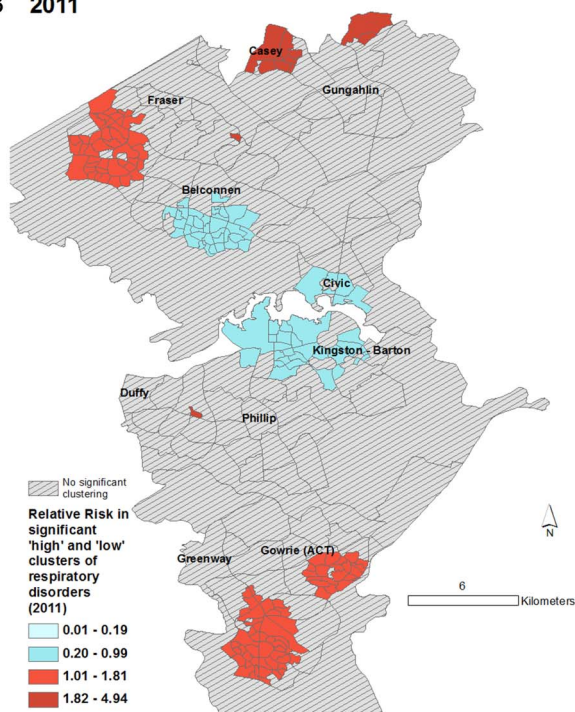 2011
Casey
Gungahlin
Fraser
Belconnen
Civic
Kingston - Barton
Duffy
Phillip
No significant
clustering
Relative Risk in
significant
'high' and 'low'
clusters of
respiratory
disorders
(2011)
0.01 - 0.19
0.20 - 0.99
1.01 - 1.81
1.82 - 4.94
Greenway
Gowrie (ACT)
N
6
Kilometers